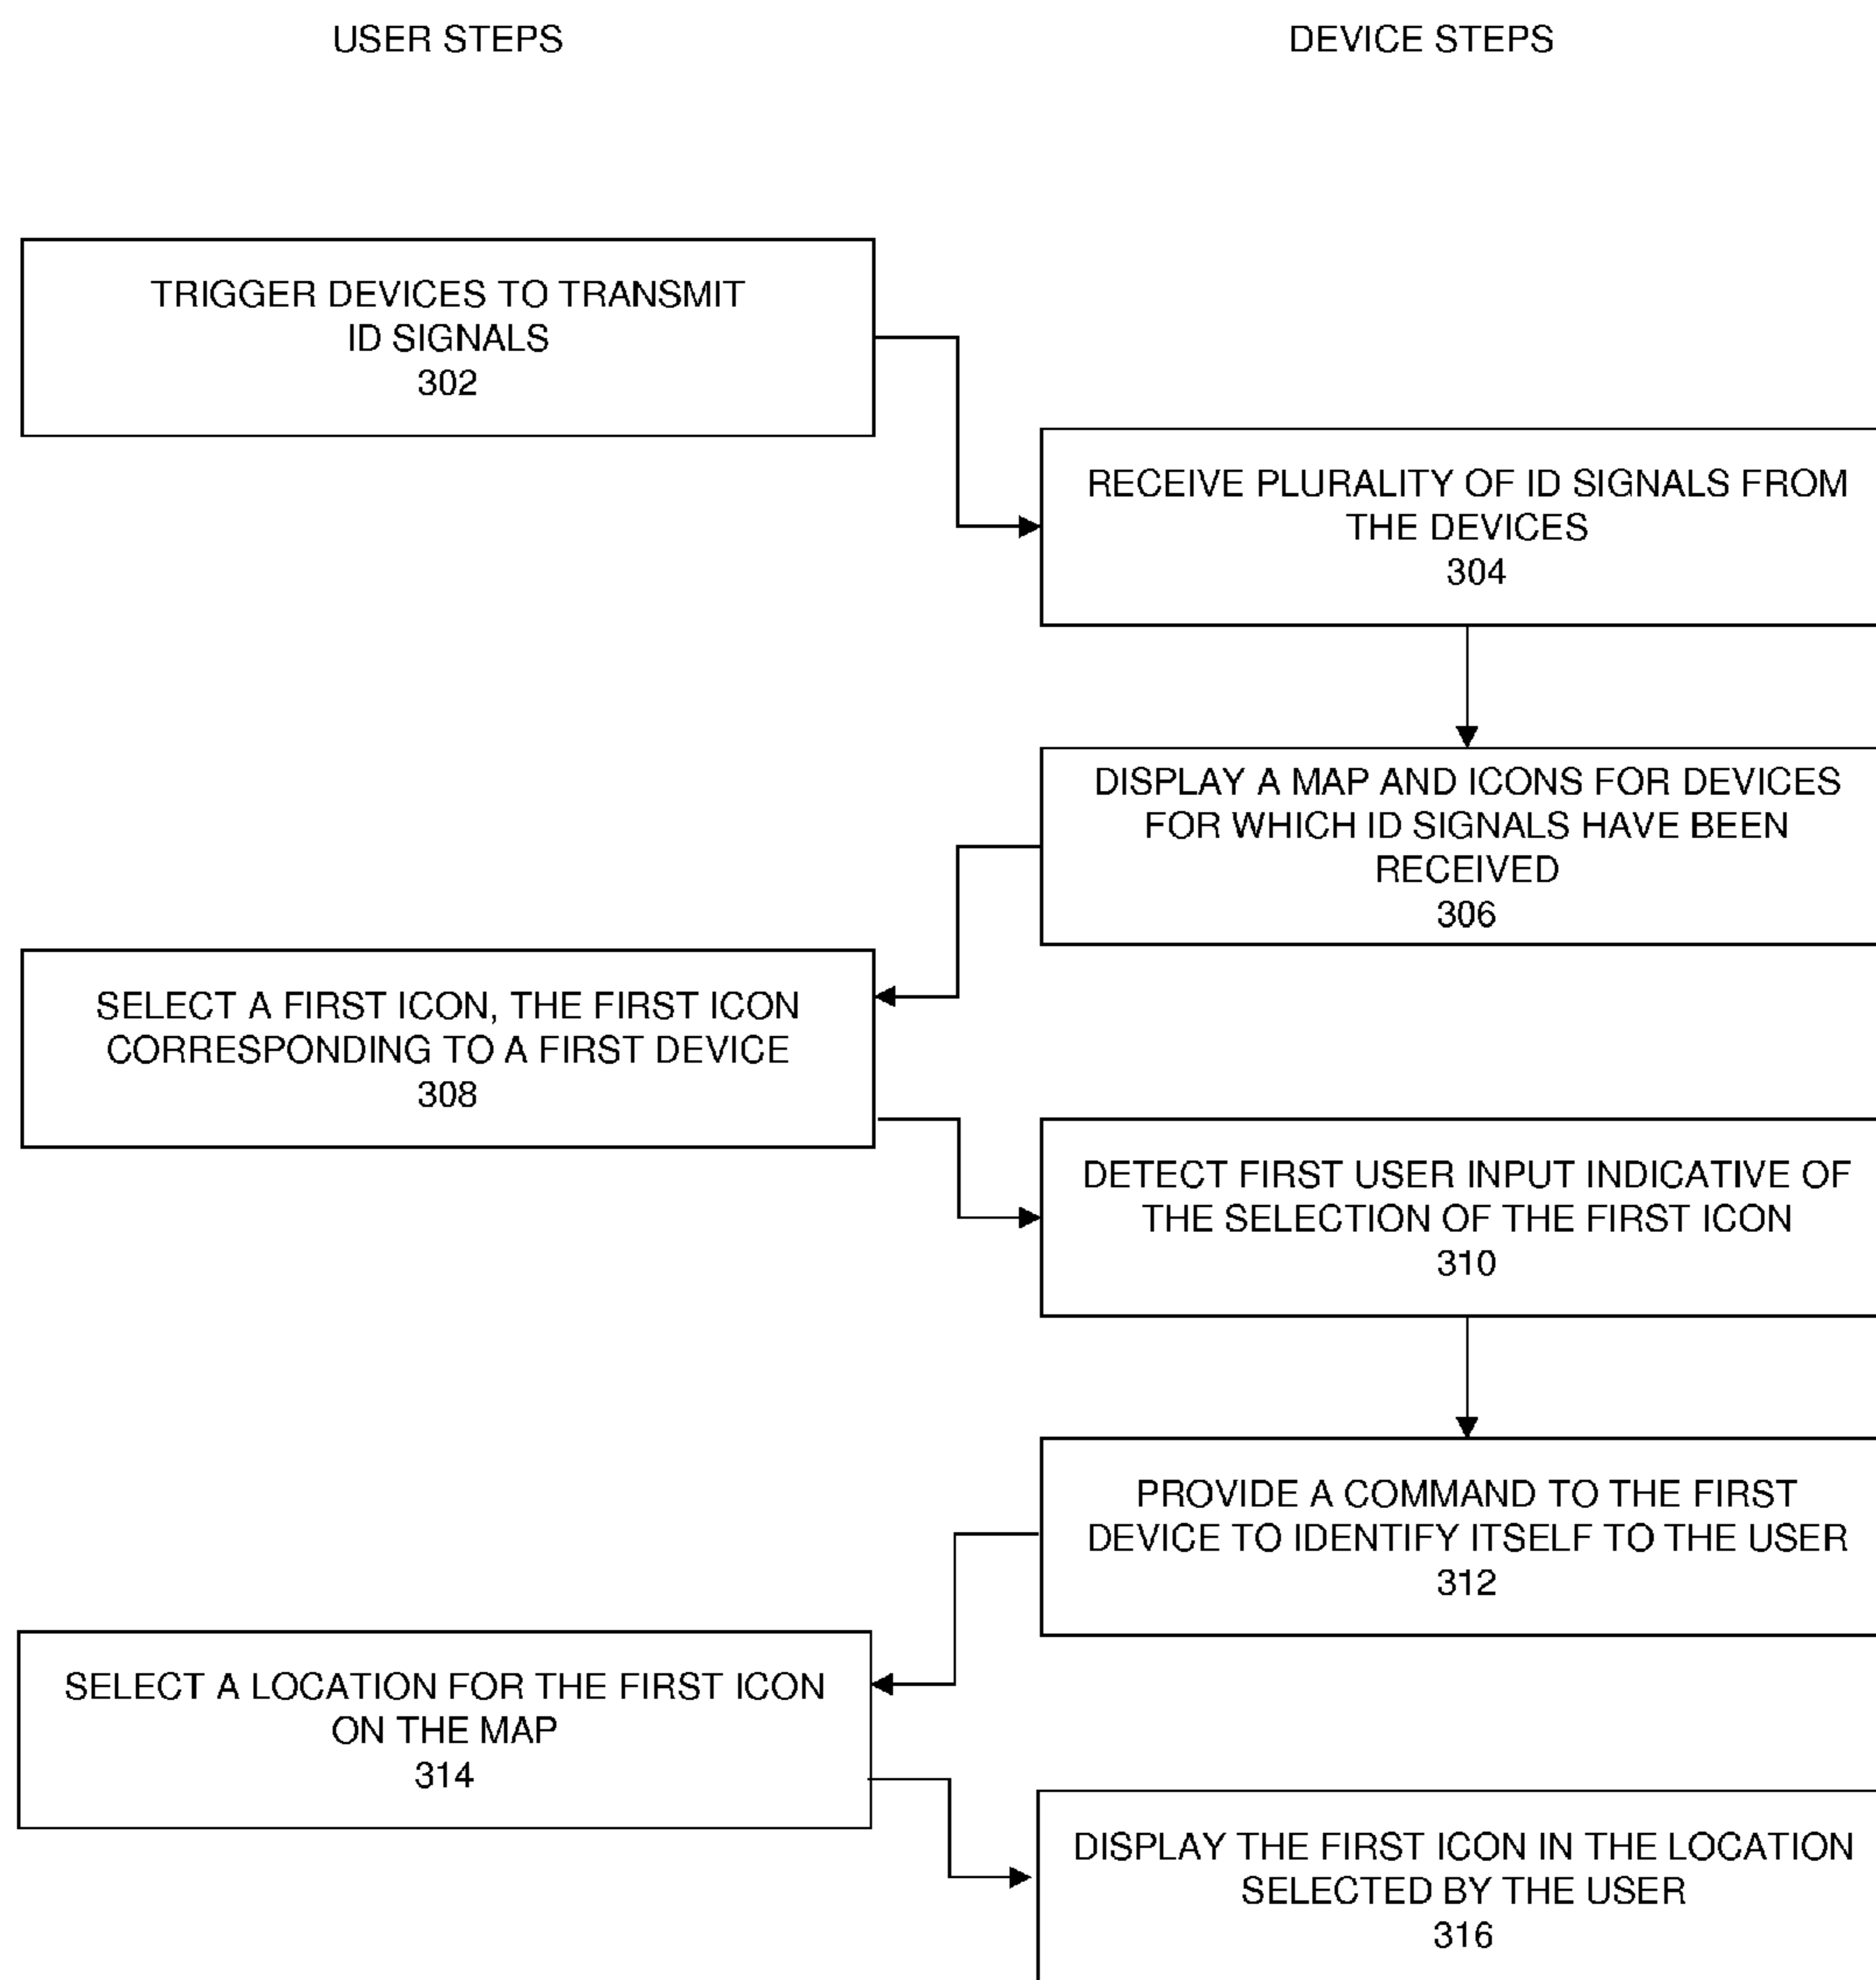 USER STEPS
DEVICE STEPS
TRIGGER DEVICES TO TRANSMIT
ID SIGNALS
302
RECEIVE PLURALITY OF ID SIGNALS FROM
THE DEVICES
304
DISPLAY A MAP AND ICONS FOR DEVICES
FOR WHICH ID SIGNALS HAVE BEEN
RECEIVED
306
SELECT A FIRST ICON, THE FIRST ICON
CORRESPONDING TO A FIRST DEVICE
308
DETECT FIRST USER INPUT INDICATIVE OF
THE SELECTION OF THE FIRST ICON
310
PROVIDE A COMMAND TO THE FIRST
DEVICE TO IDENTIFY ITSELF TO THE USER
312
SELECT A LOCATION FOR THE FIRST ICON
ON THE MAP
314
DISPLAY THE FIRST ICON IN THE LOCATION
SELECTED BY THE USER
316